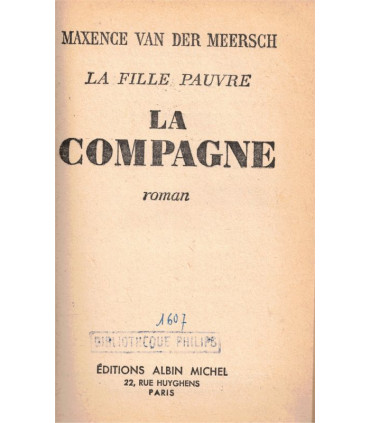 MAXENCE VAN DER MEERSCH
LA FILLE PAUVRE
LA
COMPAGNE
roman
1607
BIBLIOTHEQUE PHILIPS
ÉDITIONS ALBIN MICHEL
22, RUE HUYGHENS
PARIS